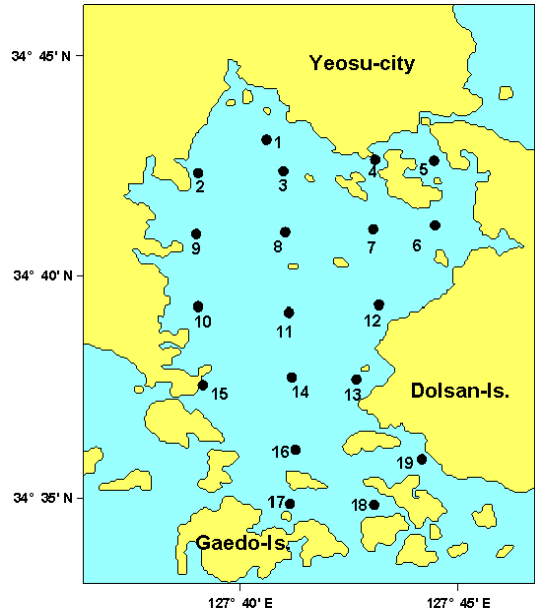 34° 45' N
Yeosu-city
1
2
3
4
5
9
8
7
6
34° 40' N
10
11
12
15
14
13
Dolsan-Is.
16
19
34° 35' N
17
18
Gaedo-Is.
127° 40' E
127° 45' E